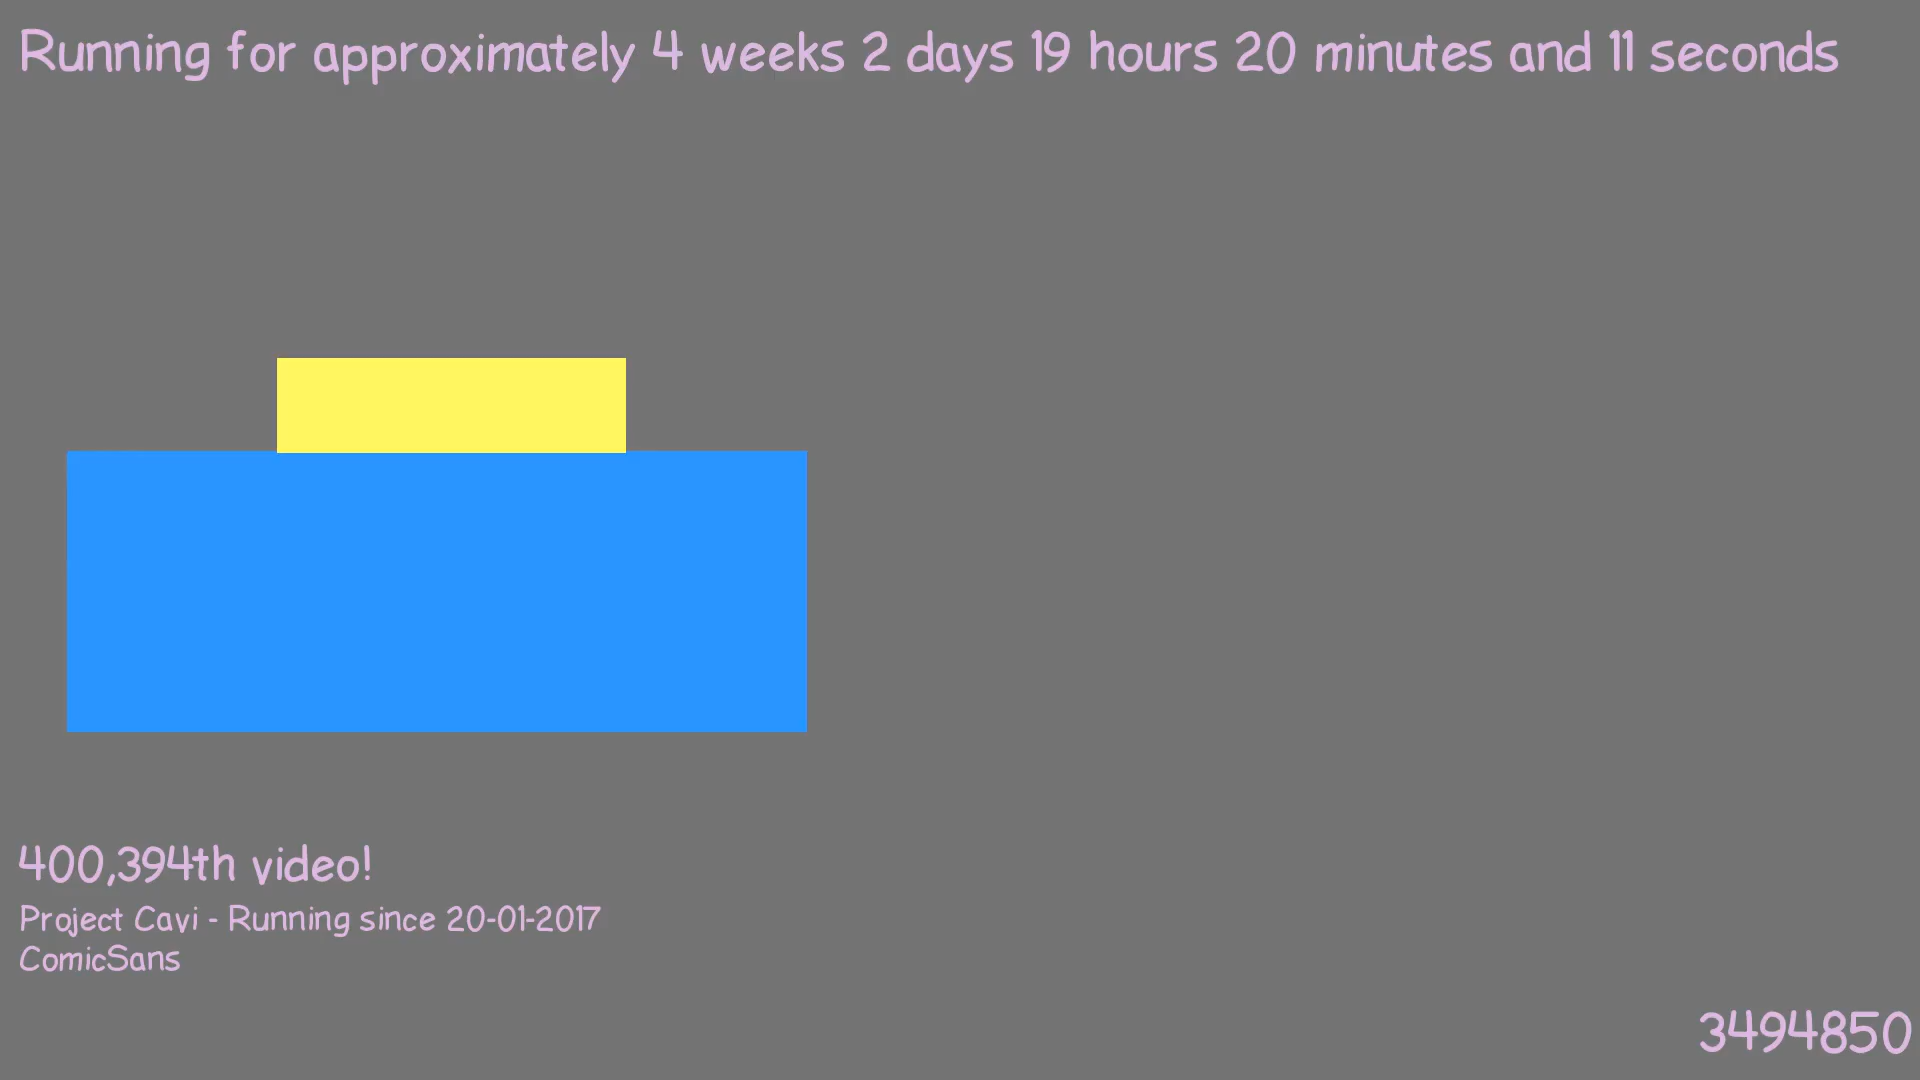 Running for approximately 4 weeks 2 days 19 hours 20 minutes and 11 seconds
400,394th video!
Project Cavi - Running since 20-01-2017
ComicSans
3494850